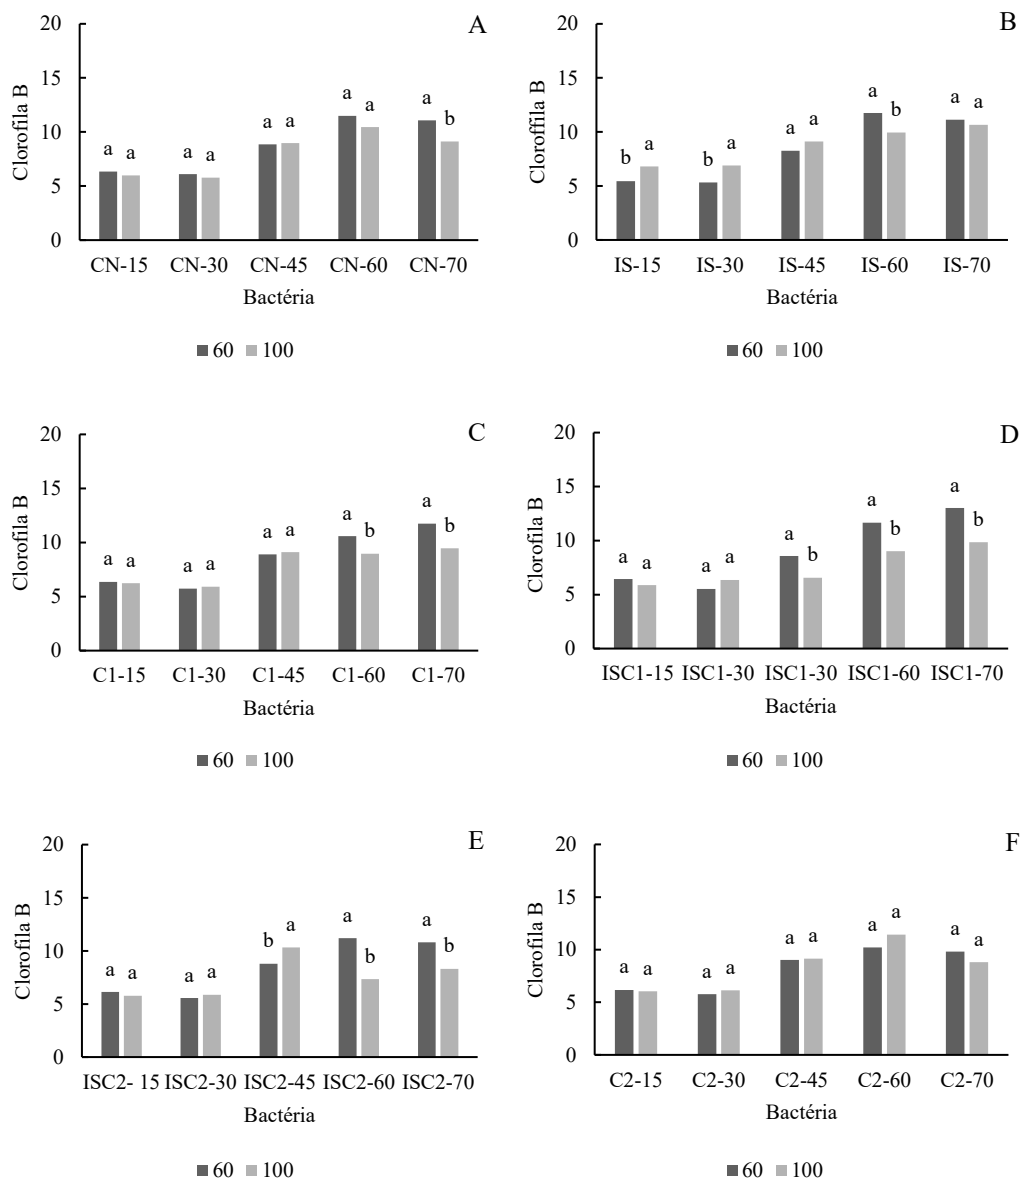 A
Clorofila B
20
15
10
5
0
a a a a a a a a a b
CN-15 CN-30 CN-45 CN-60 CN-70
Bactéria
60 100
B
Cloroffila B
20
15
10
5
0
b a b a a a a b a a
IS-15 IS-30 IS-45 IS-60 IS-70
Bactéria
60 100
C
Clorofila B
20
15
10
5
0
a a a a a a a b a b
C1-15 C1-30 C1-45 C1-60 C1-70
Bactéria
60 100
D
Clorofila B
20
15
10
5
0
a a a a a b a b a b
ISC1-15 ISC1-30 ISC1-30 ISC1-60 ISC1-70
Bactéria
60 100
E
Clorofila B
20
15
10
5
0
a a a a b a a b a b
ISC2- 15 ISC2-30 ISC2-45 ISC2-60 ISC2-70
Bactéria
60 100
F
Clorofila B
20
15
10
5
0
a a a a a a a a a a
C2-15 C2-30 C2-45 C2-60 C2-70
Bactéria
60 100